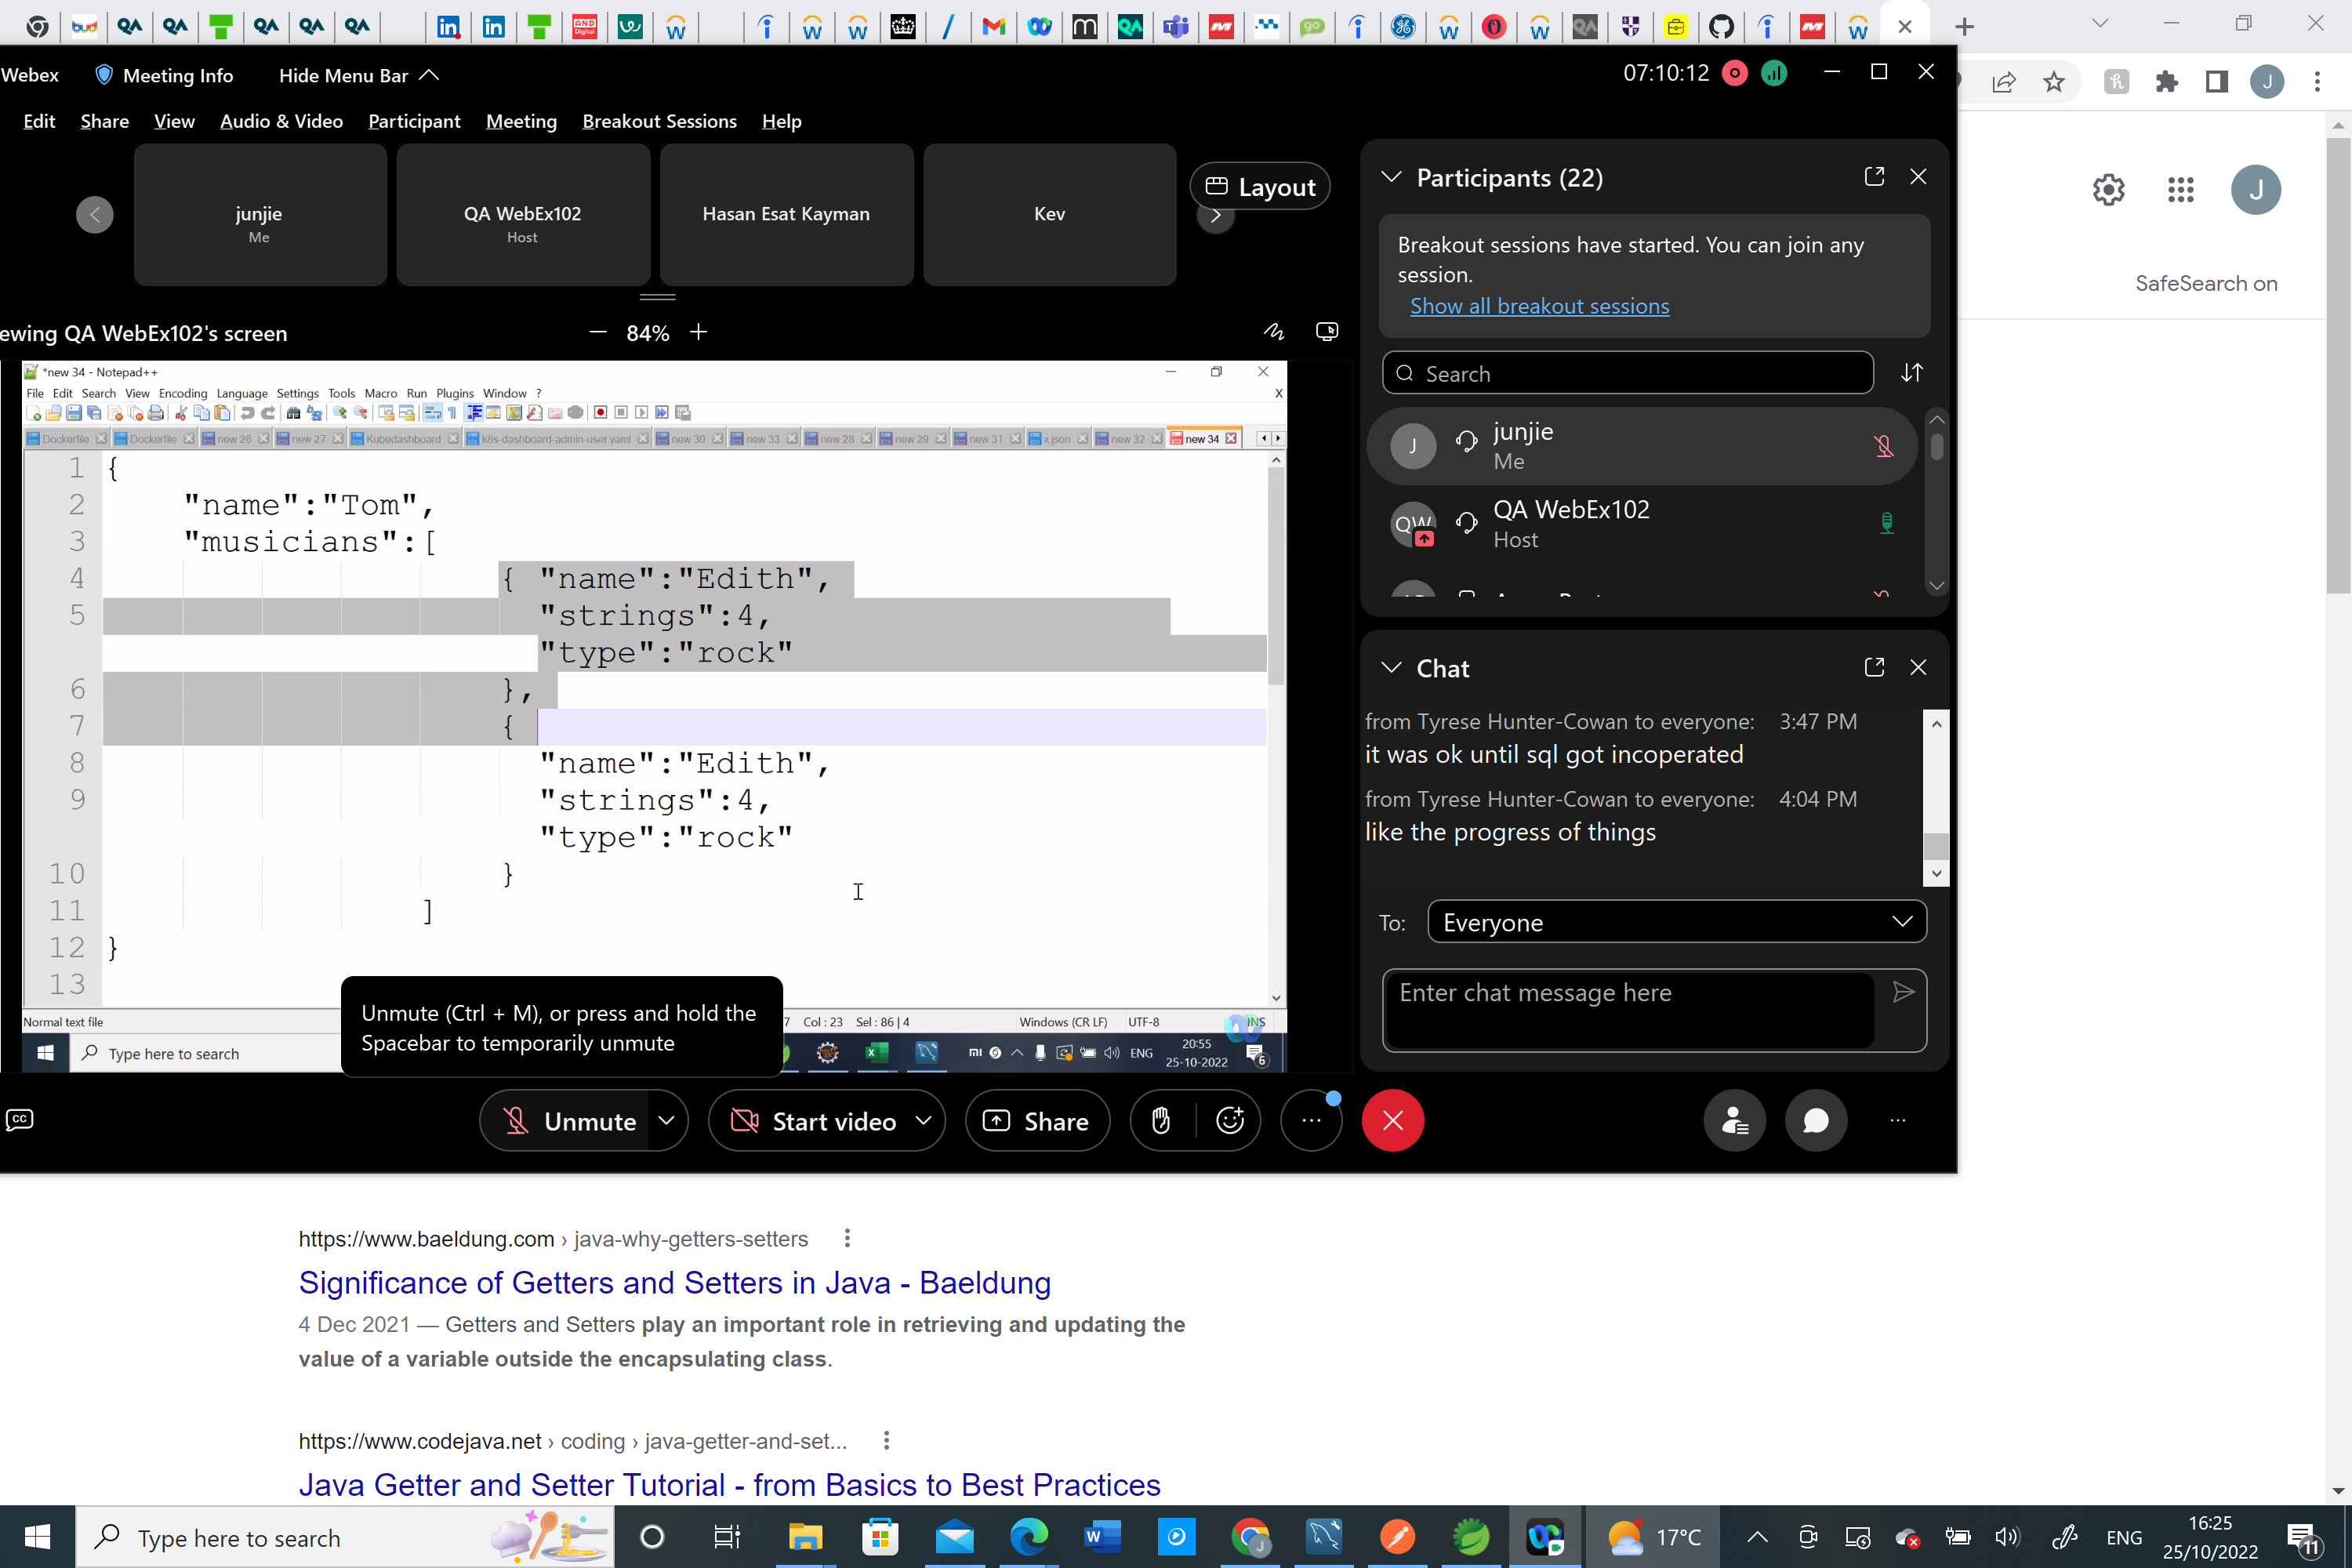 Webex
Meeting Info
Hide Menu Bar
07:10:12
Edit Share View Audio & Video Participant Meeting Breakout Sessions Help
junjie
Me
QA WebEx102
Host
Hasan Esat Kayman
Kev
Layout
ewing QA WebEx102's screen
84%
*new 34 - Notepad++
File Edit Search View Encoding Language Settings Tools Macro Run Plugins Window ?
X
Dockerfile Dockerfile new 26 new 27 Kubedashboard k8s-dashboard-admin-user.yaml new 30 new 33 new 28 new 29 new 31 x.json new 32 new 34
1 {
2 "name":"Tom",
3 "musicians":[
4 { "name":"Edith",
5 "strings":4,
"type":"rock"
6 },
7 {
8 "name":"Edith",
9 "strings":4,
"type":"rock"
10 }
11 ]
12 }
13
Normal text file
7 Col : 23 Sel : 86 | 4
Windows (CR LF)
UTF-8
INS
Type here to search
ENG
20:55
25-10-2022
6
Unmute (Ctrl + M), or press and hold the
Spacebar to temporarily unmute
CC
Unmute
Start video
Share
Participants (22)
Breakout sessions have started. You can join any
session.
Show all breakout sessions
Search
J
junjie
Me
QW
QA WebEx102
Host
Chat
from Tyrese Hunter-Cowan to everyone: 3:47 PM
it was ok until sql got incoperated
from Tyrese Hunter-Cowan to everyone: 4:04 PM
like the progress of things
To:
Everyone
Enter chat message here
J
J
SafeSearch on
https://www.baeldung.com › java-why-getters-setters
Significance of Getters and Setters in Java - Baeldung
4 Dec 2021 — Getters and Setters play an important role in retrieving and updating the
value of a variable outside the encapsulating class.
https://www.codejava.net › coding › java-getter-and-set...
Java Getter and Setter Tutorial - from Basics to Best Practices
Type here to search
17°C
ENG
16:25
25/10/2022
11